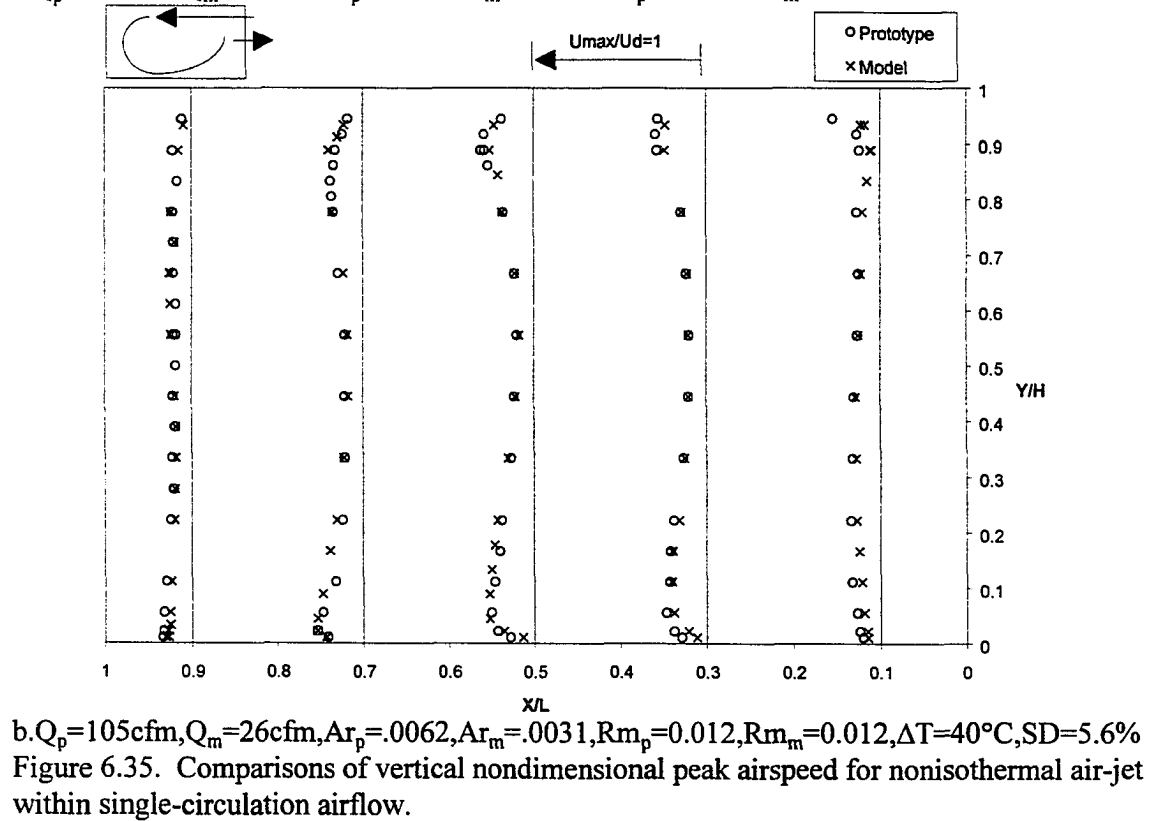 Umax/Ud=1
Prototype
Model
1
0.9
0.8
0.7
0.6
0.5
Y/H
0.4
0.3
0.2
0.1
0
1 0.9 0.8 0.7 0.6 0.5 0.4 0.3 0.2 0.1 0
X/L
b.Qp=105cfm,Qm=26cfm,Arp=.0062,Arm=.0031,Rmp=0.012,Rmm=0.012,ΔT=40°C,SD=5.6%
Figure 6.35. Comparisons of vertical nondimensional peak airspeed for nonisothermal air-jet
within single-circulation airflow.